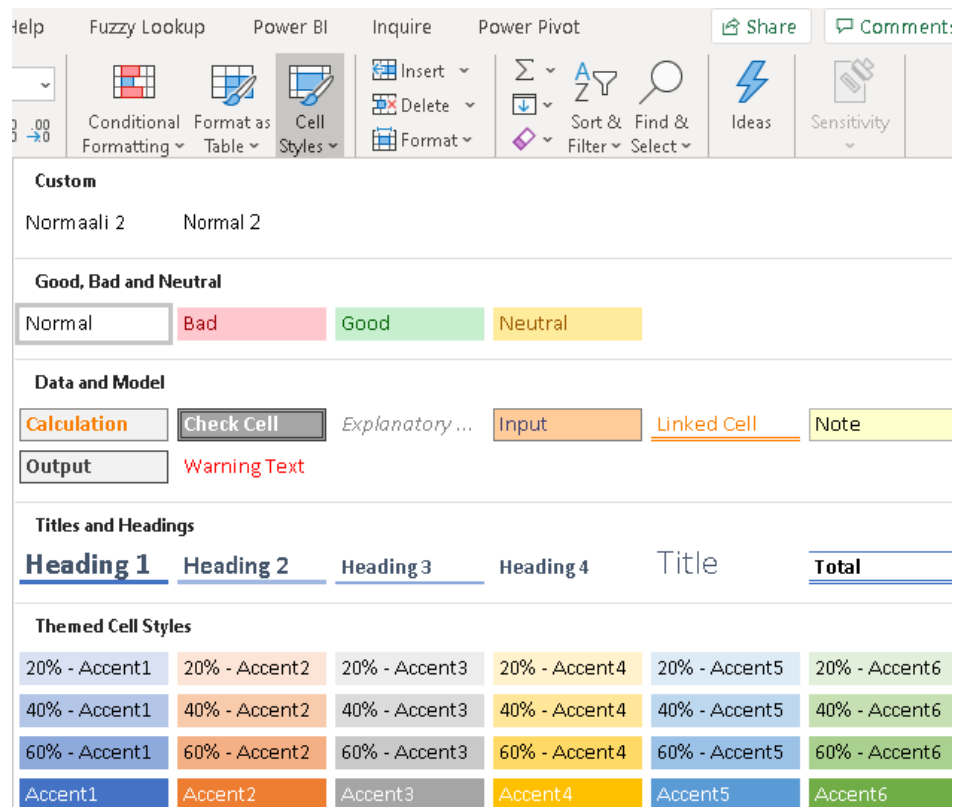 Help Fuzzy Lookup Power BI Inquire Power Pivot Share Comments
Insert
Delete
Format
Conditional Formatting
Format as Table
Cell Styles
Sort & Filter
Find & Select
Ideas
Sensitivity
Custom
Normaali 2 Normal 2
Good, Bad and Neutral
Normal Bad Good Neutral
Data and Model
Calculation Check Cell Explanatory ... Input Linked Cell Note
Output Warning Text
Titles and Headings
Heading 1 Heading 2 Heading 3 Heading 4 Title Total
Themed Cell Styles
20% - Accent1 20% - Accent2 20% - Accent3 20% - Accent4 20% - Accent5 20% - Accent6
40% - Accent1 40% - Accent2 40% - Accent3 40% - Accent4 40% - Accent5 40% - Accent6
60% - Accent1 60% - Accent2 60% - Accent3 60% - Accent4 60% - Accent5 60% - Accent6
Accent1 Accent2 Accent3 Accent4 Accent5 Accent6